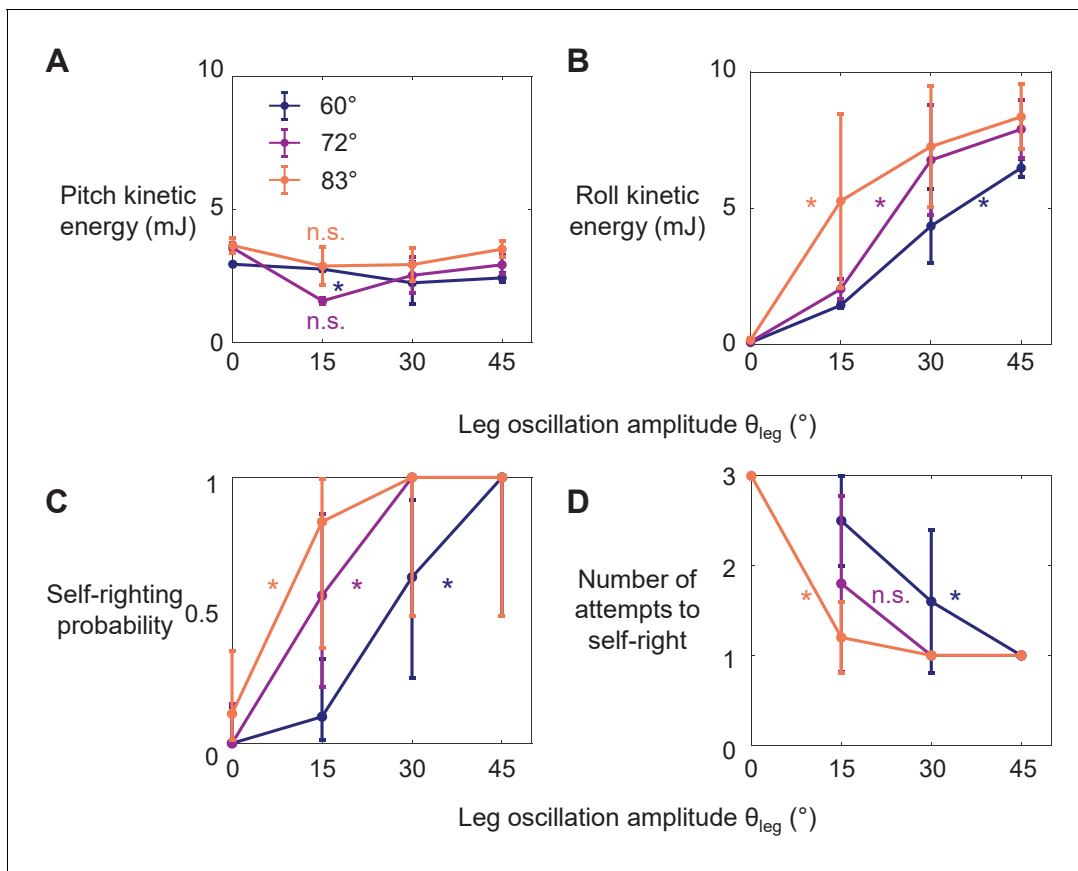 A
10
60°
72°
83°
Pitch kinetic
energy (mJ)
5
n.s.
*
n.s.
0
0 15 30 45
B
10
Roll kinetic
energy (mJ)
5
* * *
0
0 15 30 45
Leg oscillation amplitude θleg (°)
C
1
Self-righting
probability
0.5
* * *
0
0 15 30 45
D
3
2
Number of
attempts to
self-right
* n.s. *
1
0
0 15 30 45
Leg oscillation amplitude θleg (°)